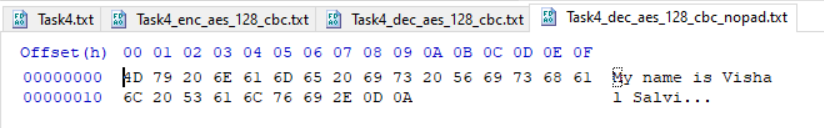 Task4.txt Task4_enc_aes_128_cbc.txt Task4_dec_aes_128_cbc.txt Task4_dec_aes_128_cbc_nopad.txt
Offset(h) 00 01 02 03 04 05 06 07 08 09 0A 0B 0C 0D 0E 0F
00000000 4D 79 20 6E 61 6D 65 20 69 73 20 56 69 73 68 61 My name is Visha
00000010 6C 20 53 61 6C 76 69 2E 0D 0A l Salvi...